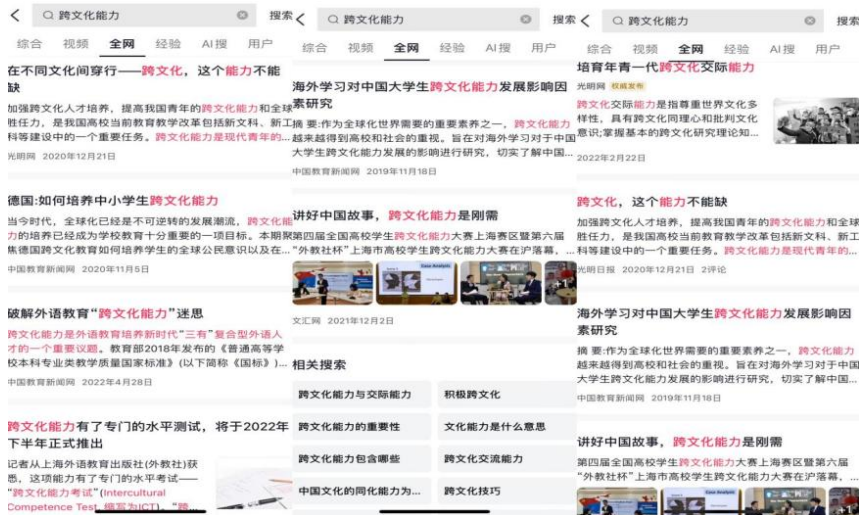 跨文化能力
搜索
综合 视频 全网 经验 AI搜 用户
在不同文化间穿行——跨文化，这个能力不能
缺
加强跨文化人才培养，提高我国青年的跨文化能力和全球
胜任力，是我国高校当前教育教学改革包括新文科、新工
科等建设中的一个重要任务。跨文化能力是现代青年的...
光明网 2020年12月21日
德国:如何培养中小学生跨文化能力
当今时代，全球化已经是不可逆转的发展潮流，跨文化能
力的培养已经成为学校教育十分重要的一项目标。本期聚
焦德国跨文化教育如何培养学生的全球公民意识以及在...
中国教育新闻网 2020年11月5日
破解外语教育“跨文化能力”迷思
跨文化能力是外语教育培养新时代“三有”复合型外语人
才的一个重要议题。教育部2018年发布的《普通高等学
校本科专业类教学质量国家标准》(以下简称《国标》)...
中国教育新闻网 2022年4月28日
跨文化能力有了专门的水平测试，将于2022年
下半年正式推出
记者从上海外语教育出版社(外教社)获
悉，这项能力有了专门的水平考试——
“跨文化能力考试”(Intercultural
Competence Test, 缩写为ICT)。“跨...
跨文化能力
搜索
综合 视频 全网 经验 AI搜 用户
海外学习对中国大学生跨文化能力发展影响因
素研究
摘 要:作为全球化世界需要的重要素养之一，跨文化能力
越来越得到高校和社会的重视。旨在对海外学习对于中国
大学生跨文化能力发展的影响进行研究，切实了解中国...
中国教育新闻网 2019年11月18日
讲好中国故事，跨文化能力是刚需
第四届全国高校学生跨文化能力大赛上海赛区暨第六届
“外教社杯”上海市高校学生跨文化能力大赛在沪落幕，...
Case Analysis
+1
文汇网 2021年12月2日
相关搜索
跨文化能力与交际能力 积极跨文化
跨文化能力的重要性 文化能力是什么意思
跨文化能力包含哪些 跨文化交流能力
中国文化的同化能力为... 跨文化技巧
跨文化能力
搜索
综合 视频 全网 经验 AI搜 用户
培育年青一代跨文化交际能力
光明网 权威发布
跨文化交际能力是指尊重世界文化多
样性，具有跨文化同理心和批判文化
意识;掌握基本的跨文化研究理论知...
2022年2月22日
跨文化，这个能力不能缺
加强跨文化人才培养，提高我国青年的跨文化能力和全球
胜任力，是我国高校当前教育教学改革包括新文科、新工
科等建设中的一个重要任务。跨文化能力是现代青年的...
光明日报 2020年12月21日 2评论
海外学习对中国大学生跨文化能力发展影响因
素研究
摘 要:作为全球化世界需要的重要素养之一，跨文化能力
越来越得到高校和社会的重视。旨在对海外学习对于中国
大学生跨文化能力发展的影响进行研究，切实了解中国...
中国教育新闻网 2019年11月18日
讲好中国故事，跨文化能力是刚需
第四届全国高校学生跨文化能力大赛上海赛区暨第六届
“外教社杯”上海市高校学生跨文化能力大赛在沪落幕，...
Case Analysis